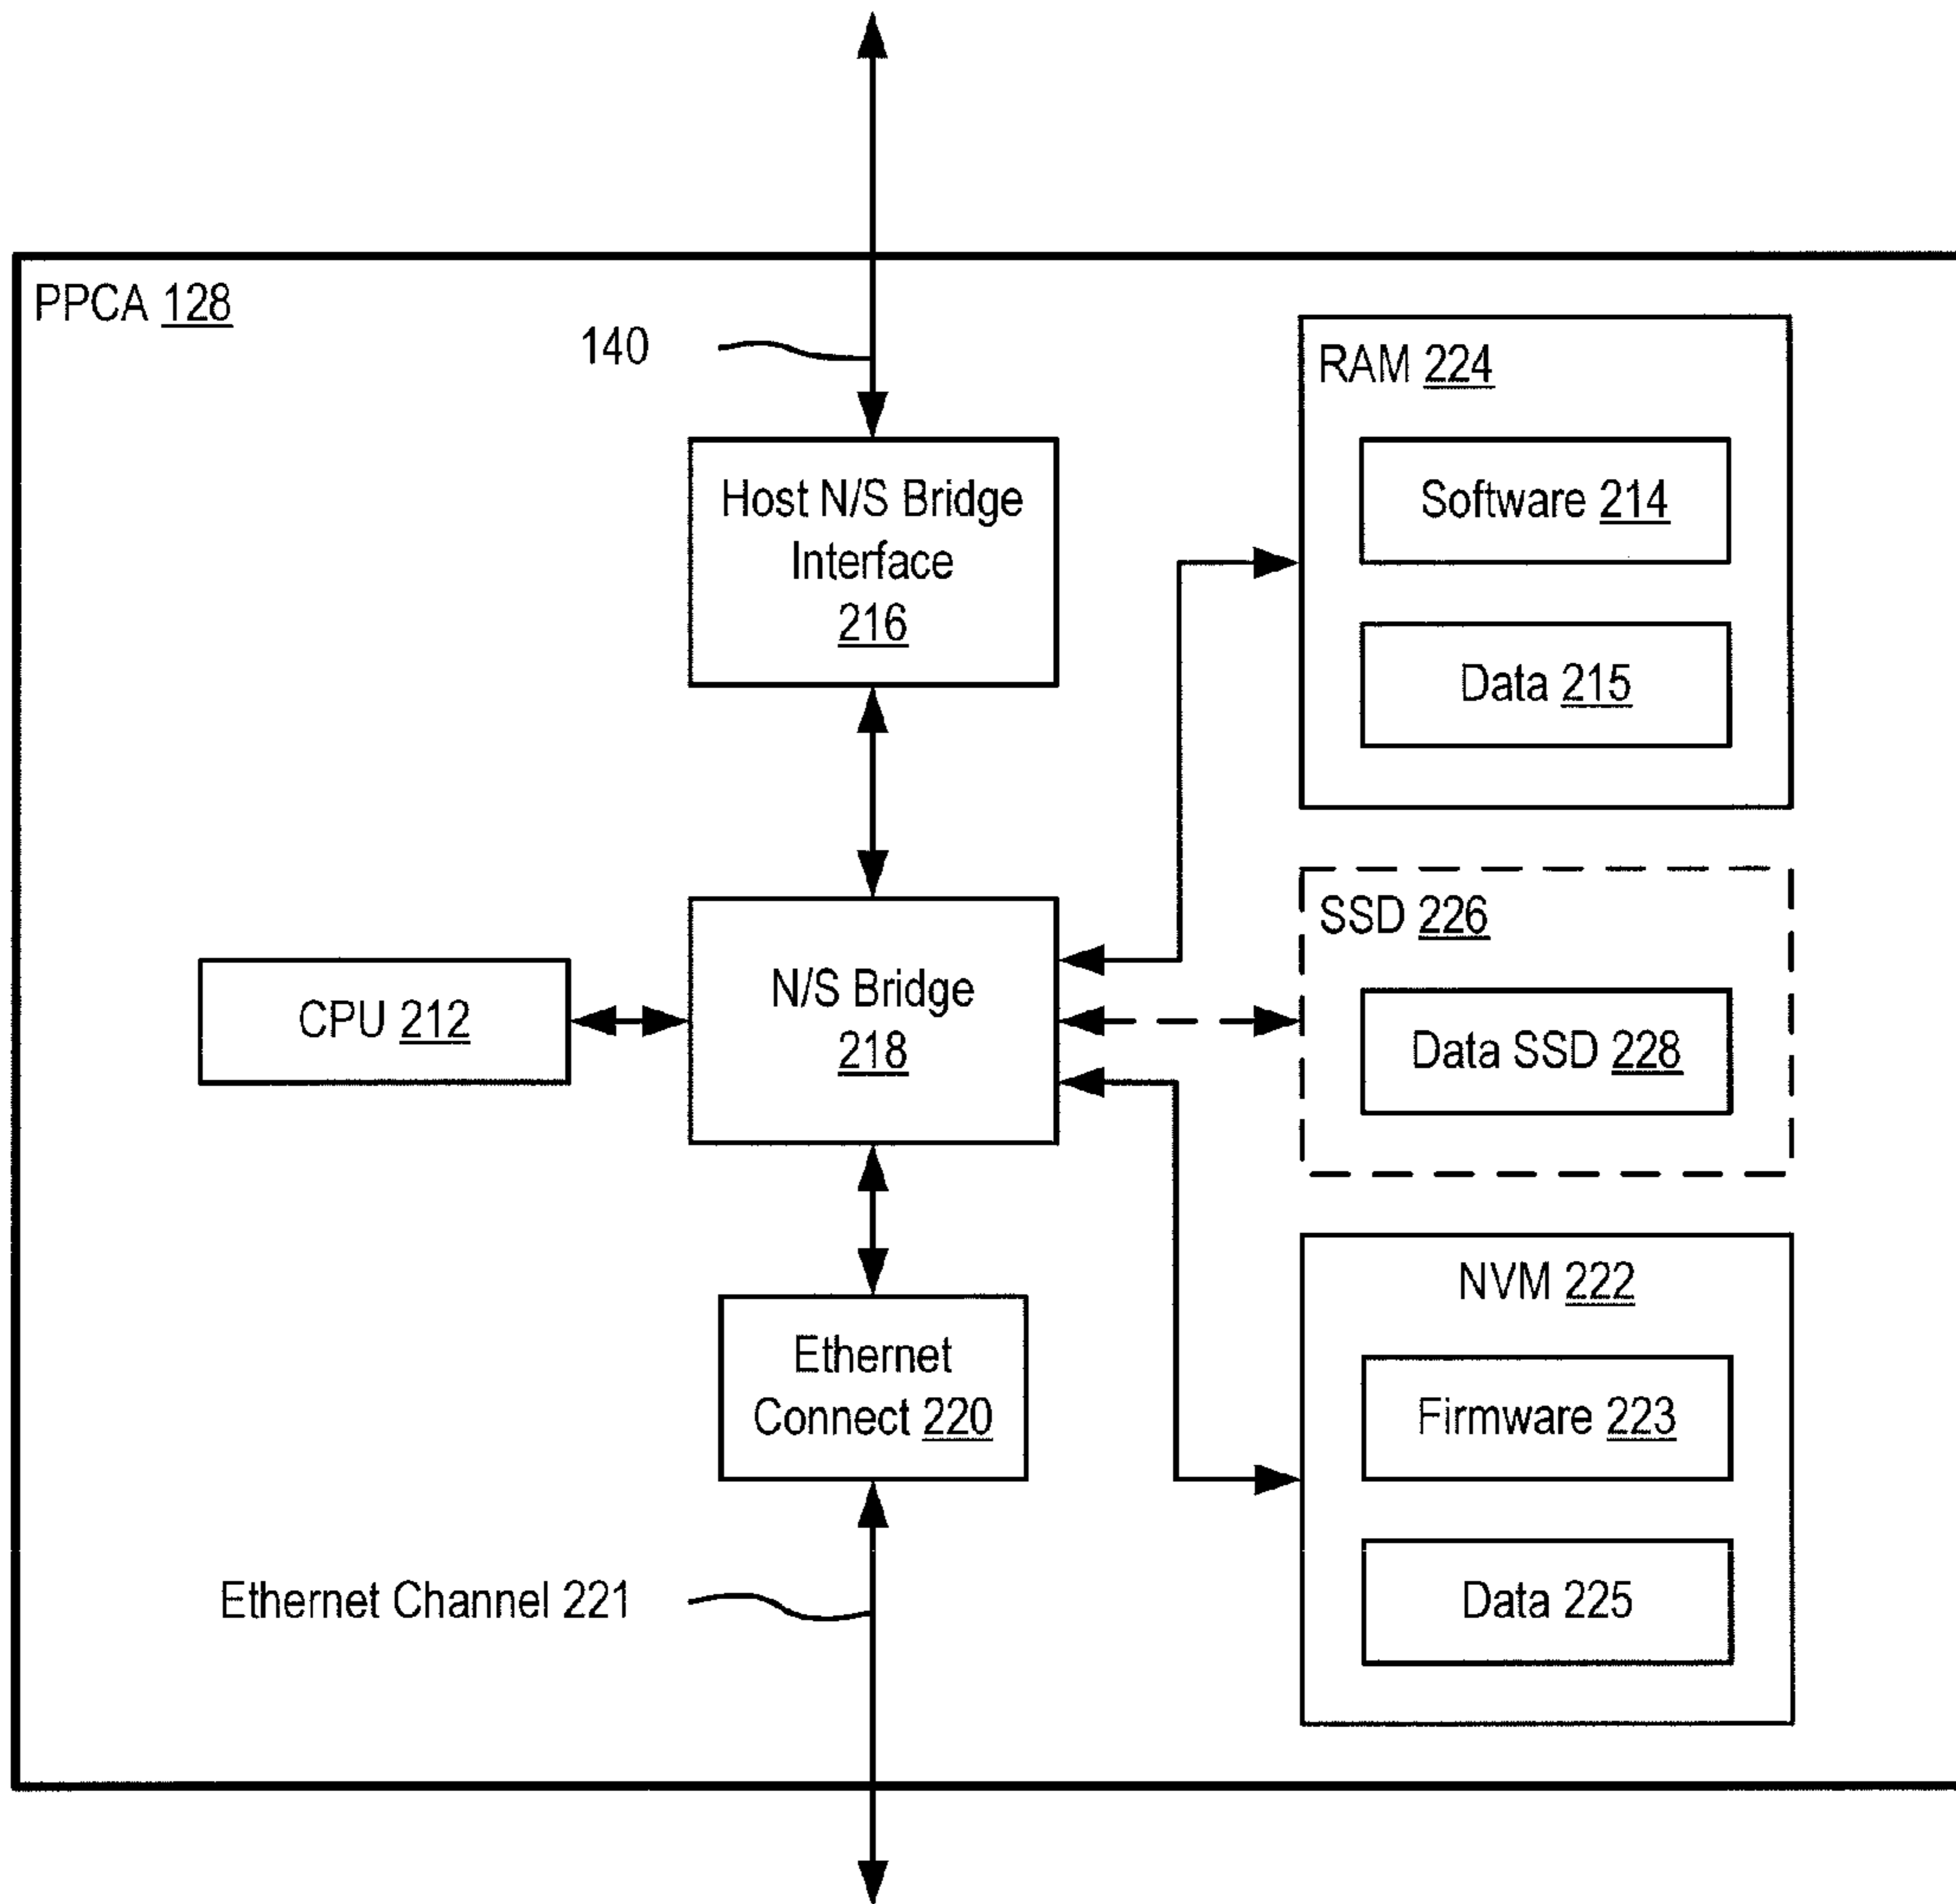 PPCA 128
140
Host N/S Bridge
Interface
216
RAM 224
Software 214
Data 215
CPU 212
N/S Bridge
218
SSD 226
Data SSD 228
Ethernet
Connect 220
NVM 222
Firmware 223
Data 225
Ethernet Channel 221